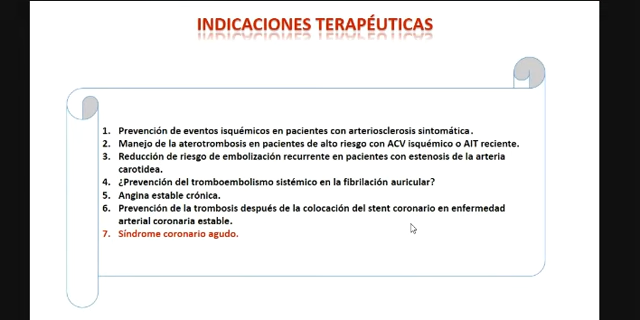 INDICACIONES TERAPÉUTICAS
1. Prevención de eventos isquémicos en pacientes con arteriosclerosis sintomática.
2. Manejo de la aterotrombosis en pacientes de alto riesgo con ACV isquémico o AIT reciente.
3. Reducción de riesgo de embolización recurrente en pacientes con estenosis de la arteria
carotidea.
4. ¿Prevención del tromboembolismo sistémico en la fibrilación auricular?
5. Angina estable crónica.
6. Prevención de la trombosis después de la colocación del stent coronario en enfermedad
arterial coronaria estable.
7. Síndrome coronario agudo.